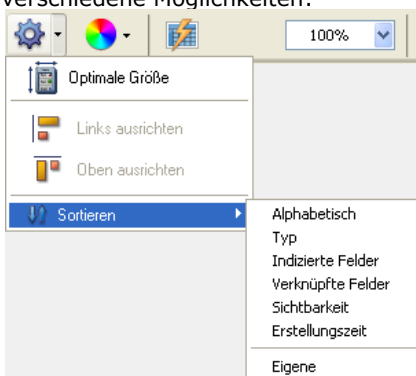 verschiedene Möglichkeiten:
100%
Optimale Größe
Links ausrichten
Oben ausrichten
Sortieren
Alphabetisch
Typ
Indizierte Felder
Verknüpfte Felder
Sichtbarkeit
Erstellungszeit
Eigene